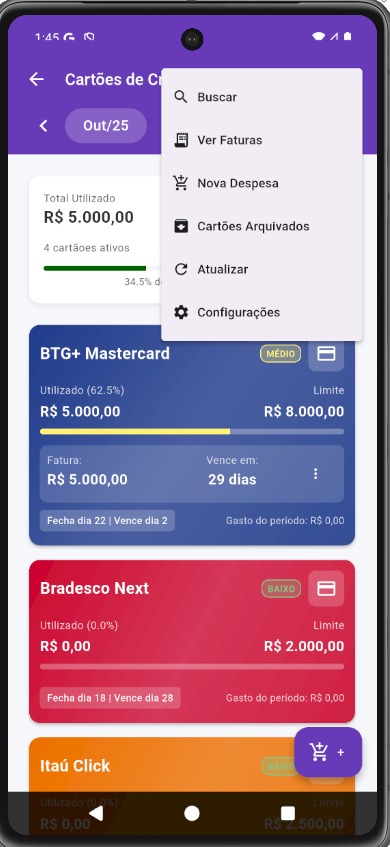 1:45
Cartões de Cr
Buscar
Out/25
Ver Faturas
Nova Despesa
Total Utilizado
R$ 5.000,00
Cartões Arquivados
4 cartãoes ativos
Atualizar
34.5% d
Configurações
BTG+ Mastercard
MÉDIO
Utilizado (62.5%) Limite
R$ 5.000,00 R$ 8.000,00
Fatura: Vence em:
R$ 5.000,00 29 dias
Fecha dia 22 | Vence dia 2 Gasto do período: R$ 0,00
Bradesco Next
BAIXO
Utilizado (0.0%) Limite
R$ 0,00 R$ 2.000,00
Fecha dia 18 | Vence dia 28 Gasto do período: R$ 0,00
Itaú Click
BAIXO
+
Utilizado (0.0%) Limite
R$ 0,00 R$ 2.500,00